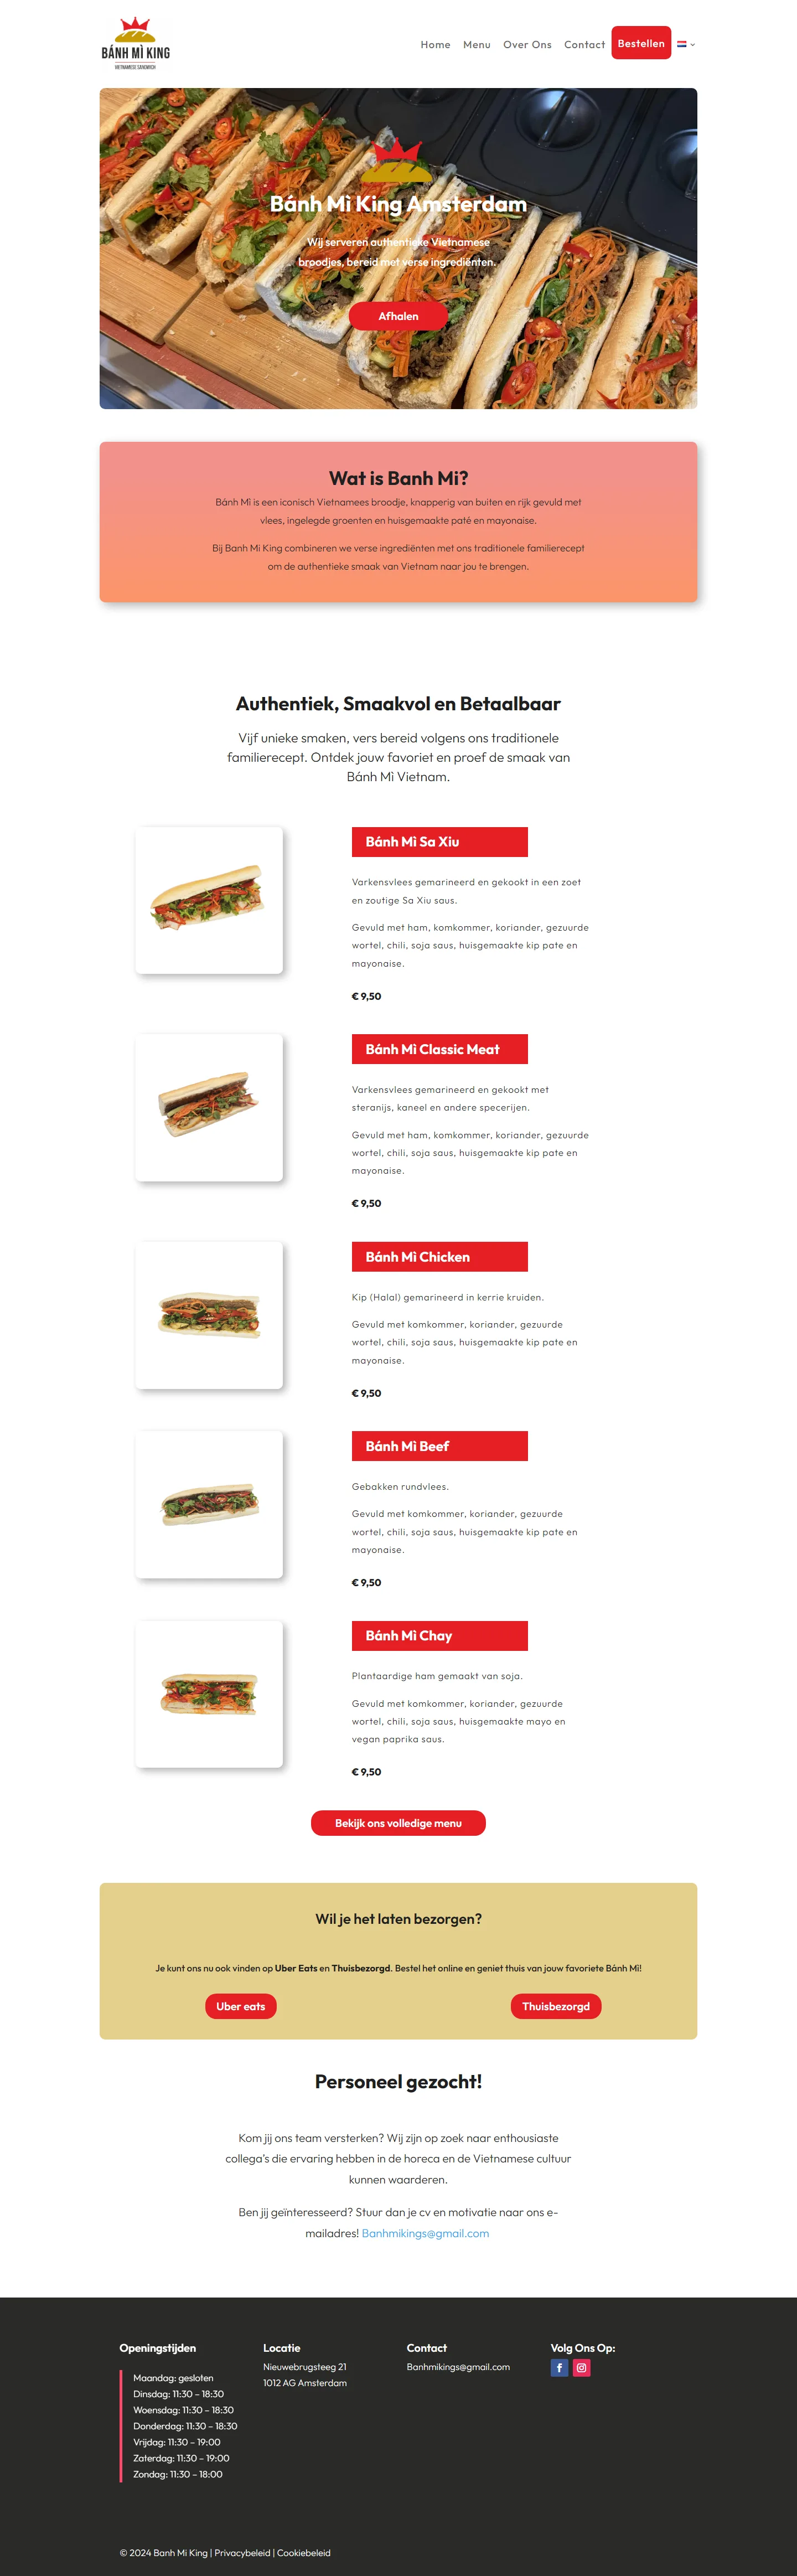 BÁNH MÌ KING
VIETNAMESE SANDWICH
Home
Menu
Over Ons
Contact
Bestellen
Bánh Mì King Amsterdam
Wij serveren authentieke Vietnamese
broodjes, bereid met verse ingrediënten.
Afhalen
Wat is Banh Mi?
Bánh Mì is een iconisch Vietnamees broodje, knapperig van buiten en rijk gevuld met
vlees, ingelegde groenten en huisgemaakte paté en mayonaise.
Bij Banh Mi King combineren we verse ingrediënten met ons traditionele familierecept
om de authentieke smaak van Vietnam naar jou te brengen.
Authentiek, Smaakvol en Betaalbaar
Vijf unieke smaken, vers bereid volgens ons traditionele
familierecept. Ontdek jouw favoriet en proef de smaak van
Bánh Mì Vietnam.
Bánh Mì Sa Xiu
Varkensvlees gemarineerd en gekookt in een zoet
en zoutige Sa Xiu saus.
Gevuld met ham, komkommer, koriander, gezuurde
wortel, chili, soja saus, huisgemaakte kip pate en
mayonaise.
€ 9,50
Bánh Mì Classic Meat
Varkensvlees gemarineerd en gekookt met
steranijs, kaneel en andere specerijen.
Gevuld met ham, komkommer, koriander, gezuurde
wortel, chili, soja saus, huisgemaakte kip pate en
mayonaise.
€ 9,50
Bánh Mì Chicken
Kip (Halal) gemarineerd in kerrie kruiden.
Gevuld met komkommer, koriander, gezuurde
wortel, chili, soja saus, huisgemaakte kip pate en
mayonaise.
€ 9,50
Bánh Mì Beef
Gebakken rundvlees.
Gevuld met komkommer, koriander, gezuurde
wortel, chili, soja saus, huisgemaakte kip pate en
mayonaise.
€ 9,50
Bánh Mì Chay
Plantaardige ham gemaakt van soja.
Gevuld met komkommer, koriander, gezuurde
wortel, chili, soja saus, huisgemaakte mayo en
vegan paprika saus.
€ 9,50
Bekijk ons volledige menu
Wil je het laten bezorgen?
Je kunt ons nu ook vinden op Uber Eats en Thuisbezorgd. Bestel het online en geniet thuis van jouw favoriete Bánh Mì!
Uber eats
Thuisbezorgd
Personeel gezocht!
Kom jij ons team versterken? Wij zijn op zoek naar enthousiaste
collega's die ervaring hebben in de horeca en de Vietnamese cultuur
kunnen waarderen.
Ben jij geïnteresseerd? Stuur dan je cv en motivatie naar ons e-
mailadres! Banhmikings@gmail.com
Openingstijden
Maandag: gesloten
Dinsdag: 11:30 – 18:30
Woensdag: 11:30 – 18:30
Donderdag: 11:30 – 18:30
Vrijdag: 11:30 – 19:00
Zaterdag: 11:30 – 19:00
Zondag: 11:30 – 18:00
Locatie
Nieuwebrugsteeg 21
1012 AG Amsterdam
Contact
Banhmikings@gmail.com
Volg Ons Op:
© 2024 Banh Mi King | Privacybeleid | Cookiebeleid